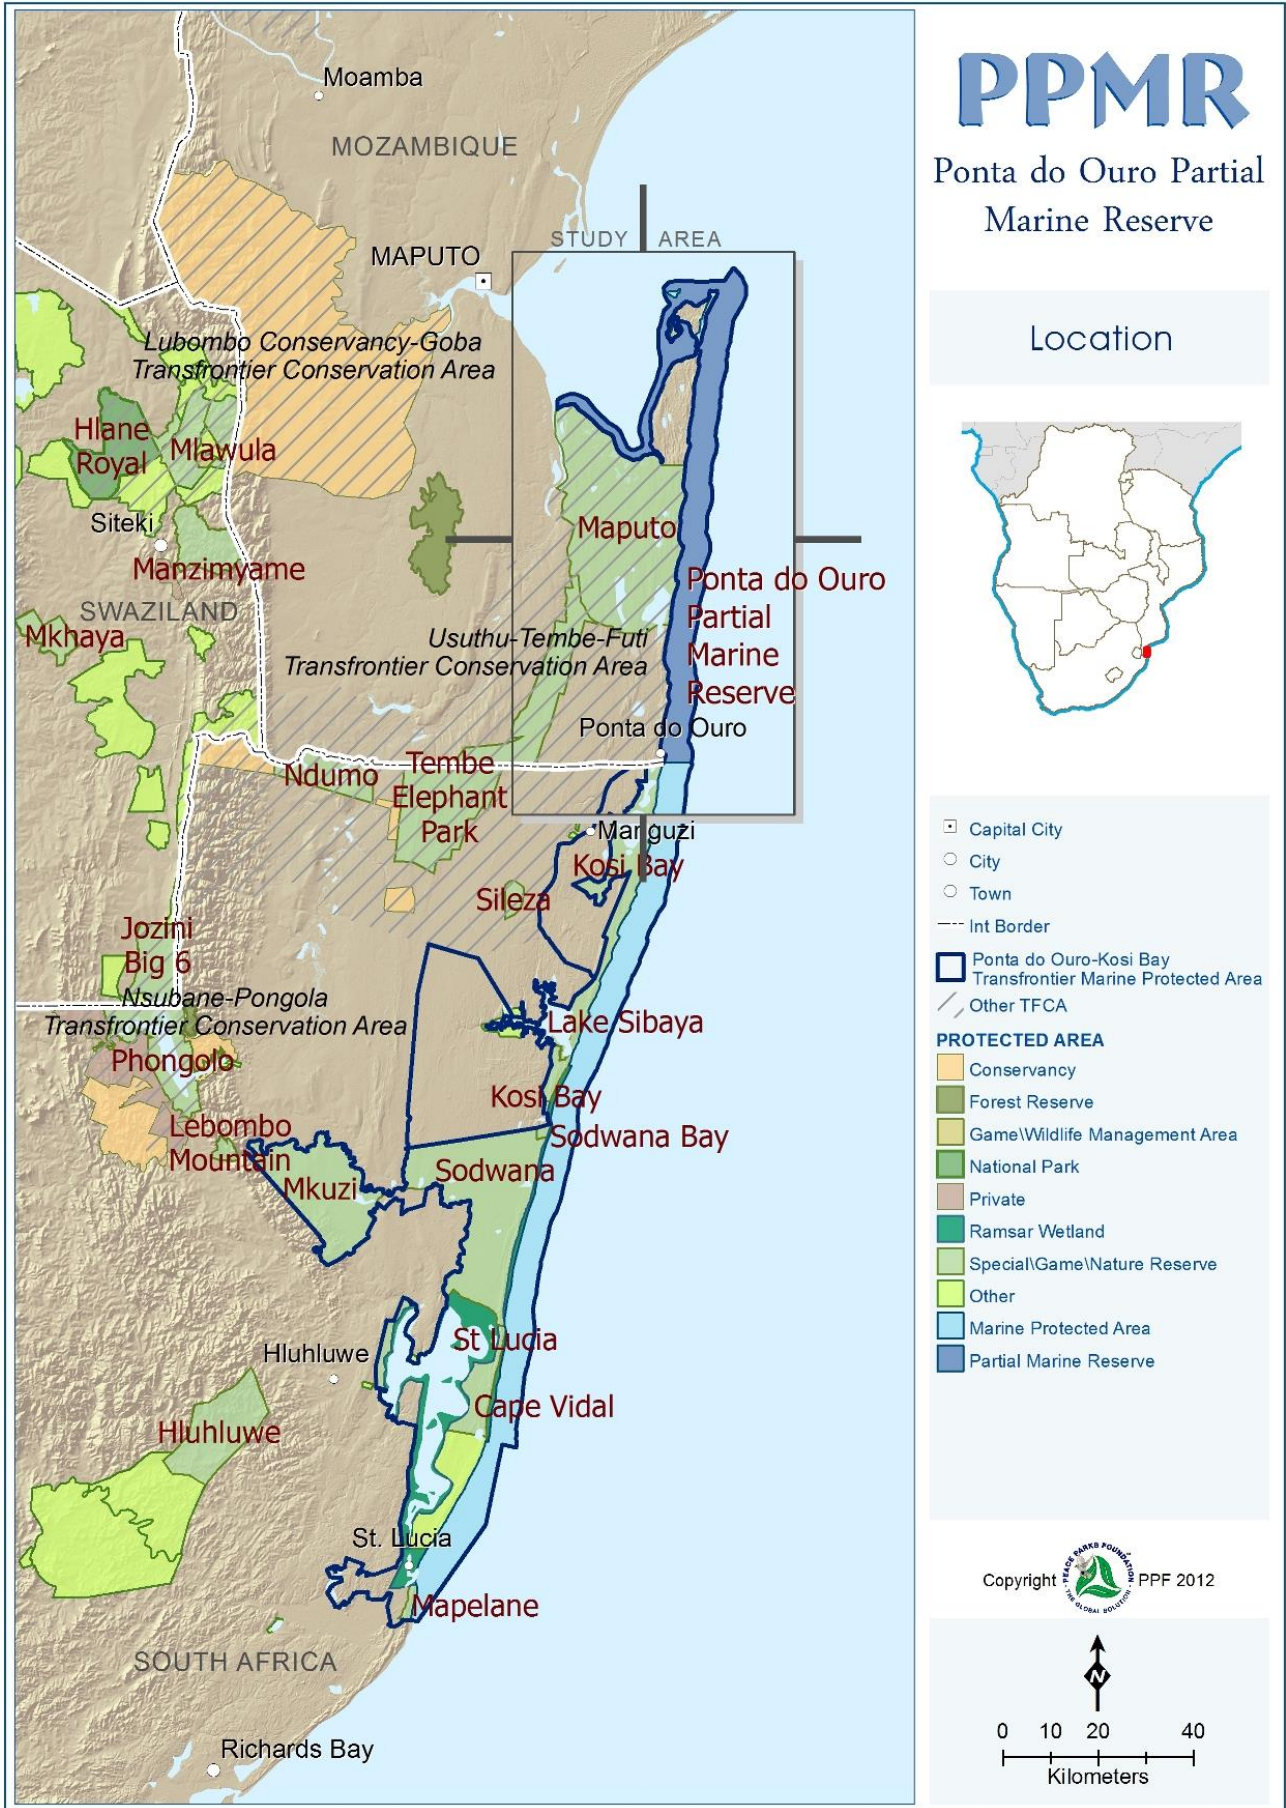 PPMR
Ponta do Ouro Partial
Marine Reserve
Location
Moamba
MOZAMBIQUE
STUDY AREA
MAPUTO
Lubombo Conservancy-Goba
Transfrontier Conservation Area
Hlane
Royal
Mlawula
Siteki
Manzimyame
Maputo
SWAZILAND
Mkhaya
Ponta do Ouro
Partial
Marine
Reserve
Usuthu-Tembe-Futi
Transfrontier Conservation Area
Ponta do Ouro
Ndumo
Tembe
Elephant
Park
Manguzi
Kosi Bay
Sileza
Jozini
Big 6
Nsubane-Pongola
Transfrontier Conservation Area
Lake Sibaya
Phongolo
Kosi Bay
Lebombo
Mountain
Sodwana Bay
Sodwana
Mkuzi
St Lucia
Hluhluwe
Cape Vidal
Hluhluwe
St. Lucia
Mapelane
SOUTH AFRICA
Richards Bay
Capital City
City
Town
Int Border
Ponta do Ouro-Kosi Bay
Transfrontier Marine Protected Area
Other TFCA
PROTECTED AREA
Conservancy
Forest Reserve
Game\Wildlife Management Area
National Park
Private
Ramsar Wetland
Special\Game\Nature Reserve
Other
Marine Protected Area
Partial Marine Reserve
PEACE PARKS FOUNDATION
THE GLOBAL SOLUTION
Copyright PPF 2012
N
0 10 20 40
Kilometers